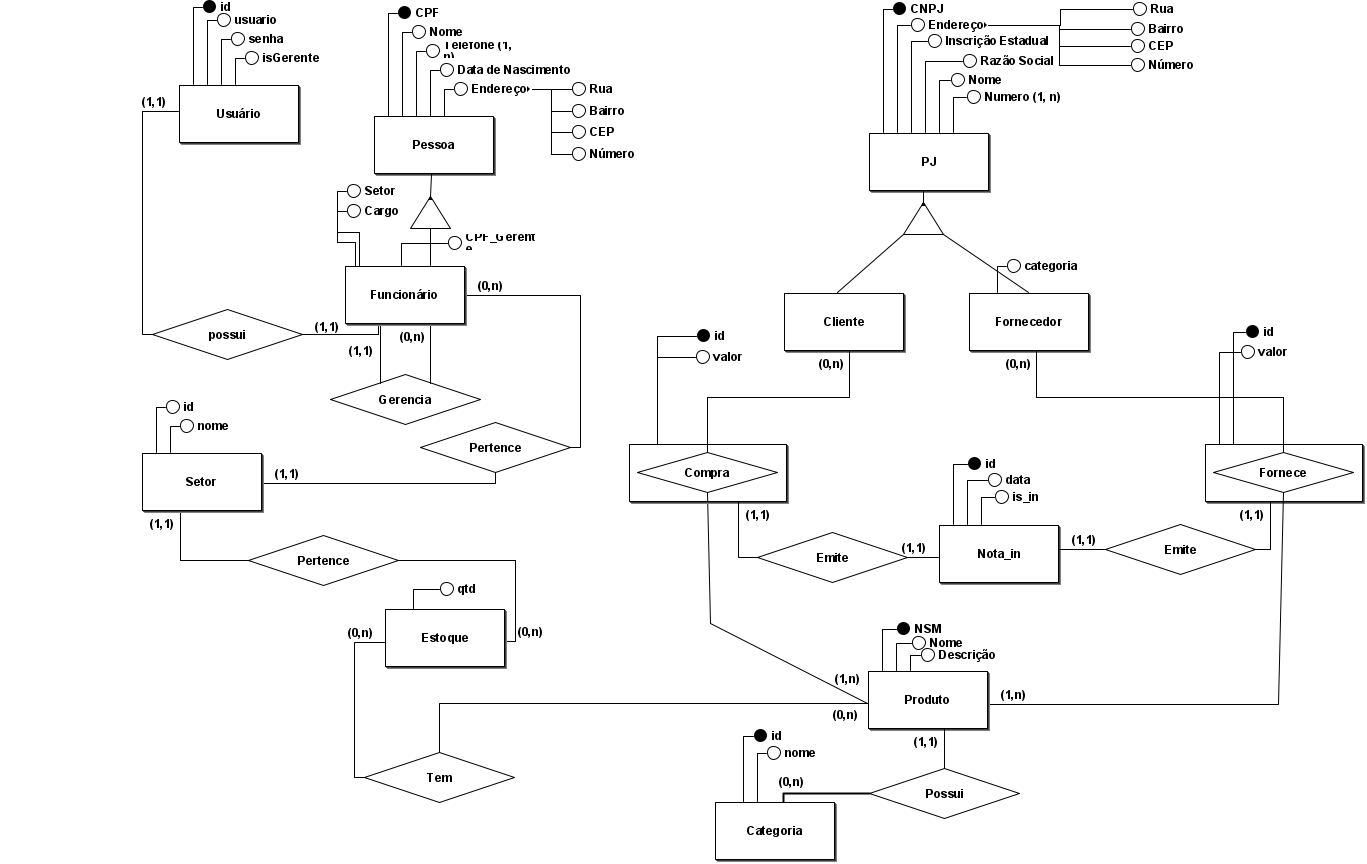 id
usuario
senha
isGerente
(1,1)
Usuário
CPF
Nome
Telefone (1,
n)
Data de Nascimento
Endereço
Rua
Bairro
CEP
Número
Pessoa
CNPJ
Endereço
Inscrição Estadual
Razão Social
Nome
Numero (1, n)
Rua
Bairro
CEP
Número
PJ
Setor
Cargo
CPF_Gerent
e
Funcionário
(0,n)
categoria
Cliente
Fornecedor
possui
(1,1)
(1,1)
(0,n)
Gerencia
(0,n)
(0,n)
id
valor
id
valor
id
nome
Setor
(1,1)
Pertence
Compra
Fornece
(1,1)
Pertence
id
data
is_in
(1,1)
Emite
(1,1)
Nota_in
(1,1)
Emite
(1,1)
qtd
(0,n)
Estoque
(0,n)
NSM
Nome
Descrição
(1,n)
Produto
(1,n)
(0,n)
(1,1)
Tem
id
nome
(0,n)
Possui
Categoria